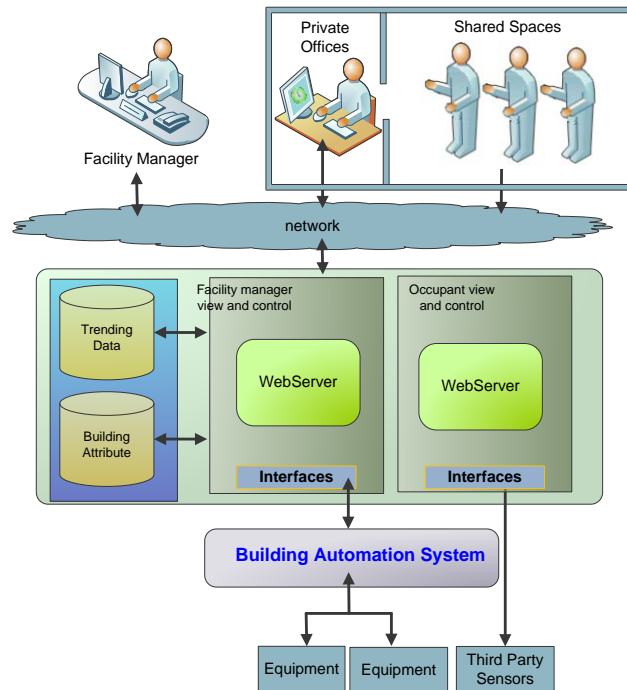 Private
Offices
Shared Spaces
Facility Manager
network
Facility manager
view and control
Occupant view
and control
Trending
Data
WebServer
WebServer
Building
Attribute
Interfaces
Interfaces
Building Automation System
Equipment
Equipment
Third Party
Sensors